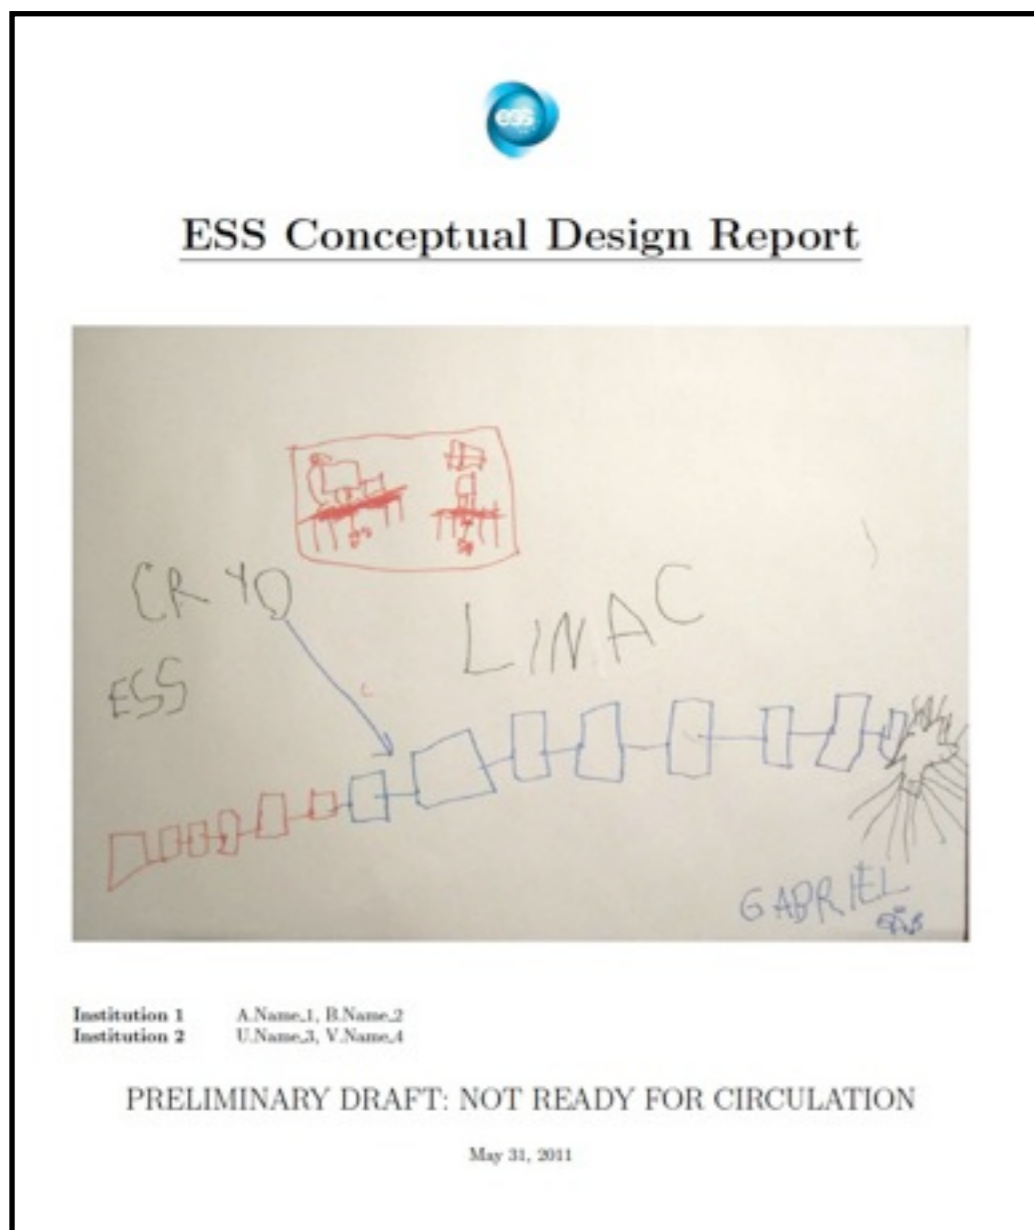 ess
ESS Conceptual Design Report
CRYO
LINAC
ESS
GABRIEL
Institution 1 A.Name_1, B.Name_2
Institution 2 U.Name_3, V.Name_4
PRELIMINARY DRAFT: NOT READY FOR CIRCULATION
May 31, 2011